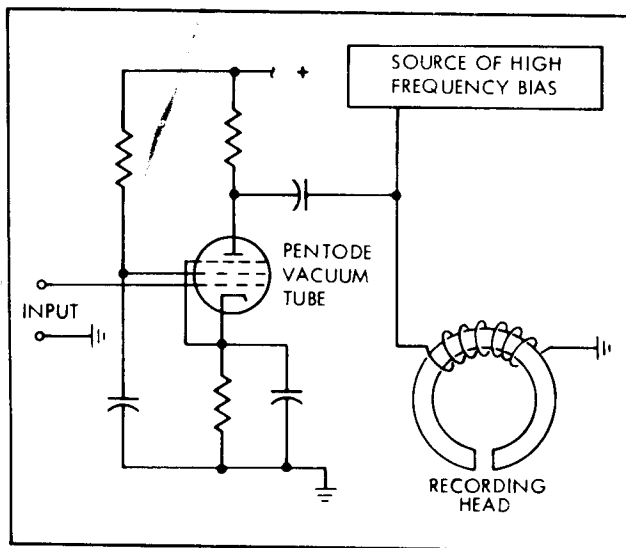 +
SOURCE OF HIGH
FREQUENCY BIAS
PENTODE
VACUUM
TUBE
INPUT
RECORDING
HEAD